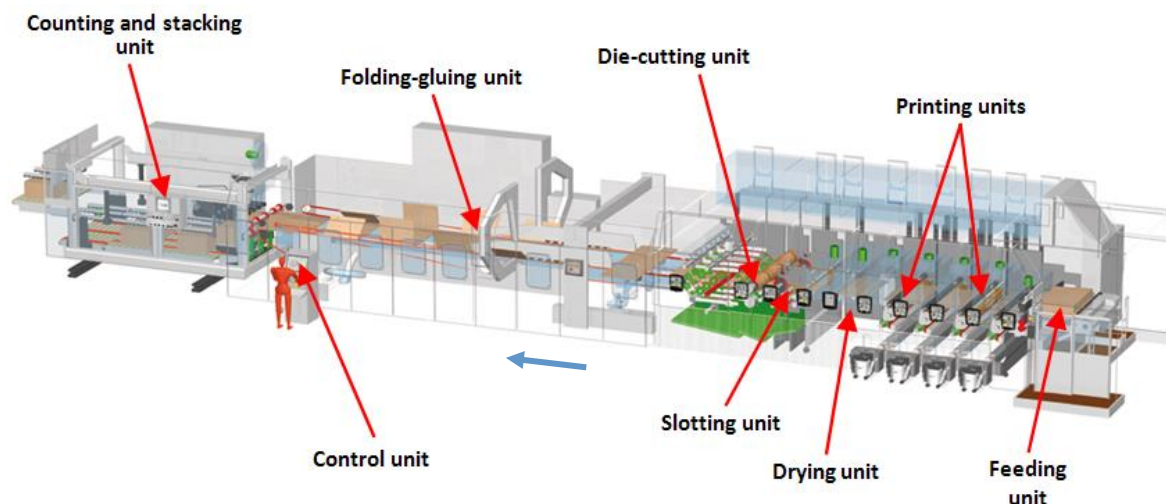 Counting and stacking
unit
Folding-gluing unit
Die-cutting unit
Printing units
Control unit
Slotting unit
Drying unit
Feeding
unit